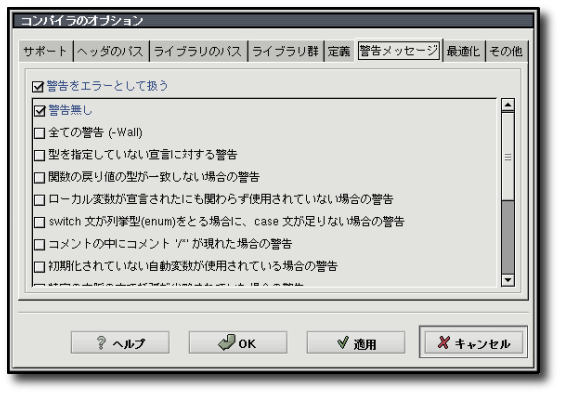 コンパイラのオプション
サポート ヘッダのパス ライブラリのパス ライブラリ群 定義 警告メッセージ 最適化 その他
警告をエラーとして扱う
警告無し
全ての警告 (-Wall)
型を指定していない宣言に対する警告
関数の戻り値の型が一致しない場合の警告
ローカル変数が宣言されたにも関わらず使用されていない場合の警告
switch 文が列挙型(enum)をとる場合に、case 文が足りない場合の警告
コメントの中にコメント '/*' が現れた場合の警告
初期化されていない自動変数が使用されている場合の警告
ヘルプ OK 適用 キャンセル